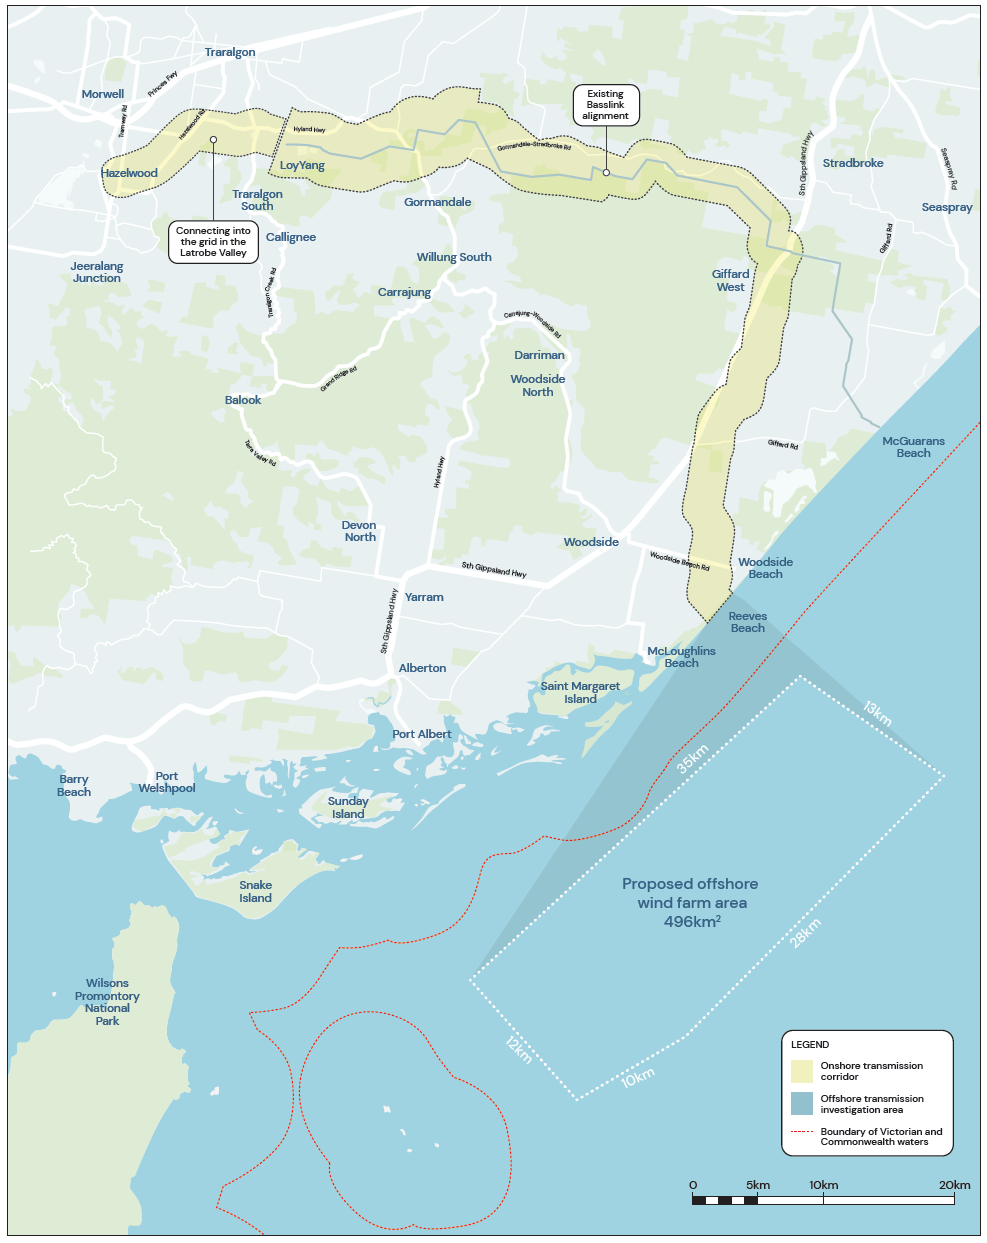 Traralgon
Princes Fwy
Morwell
Tramway Rd
Hazelwood Rd
Hyland Hwy
Existing
Basslink
alignment
Gormandale-Stradbroke Rd
Sth Gippsland Hwy
Stradbroke
Seaspray Rd
Hazelwood
LoyYang
Traralgon
South
Gormandale
Seaspray
Connecting into
the grid in the
Latrobe Valley
Callignee
Giffard Rd
Jeeralang
Junction
Traralgon Creek Rd
Willung South
Carrajung
Giffard
West
Carrajung-Woodside Rd
Darriman
Woodside
North
Grand Ridge Rd
Balook
Tarra Valley Rd
Hyland Hwy
Giffard Rd
McGuarans
Beach
Devon
North
Woodside
Woodside Beach Rd
Woodside
Beach
Sth Gippsland Hwy
Yarram
Sth Gippsland Hwy
Reeves
Beach
McLoughlins
Beach
Alberton
Saint Margaret
Island
13km
Port Albert
35km
Barry
Beach
Port
Welshpool
Sunday
Island
Snake
Island
Proposed offshore
wind farm area
496km²
28km
Wilsons
Promontory
National
Park
12km
10km
LEGEND
Onshore transmission
corridor
Offshore transmission
investigation area
Boundary of Victorian and
Commonwealth waters
0 5km 10km 20km